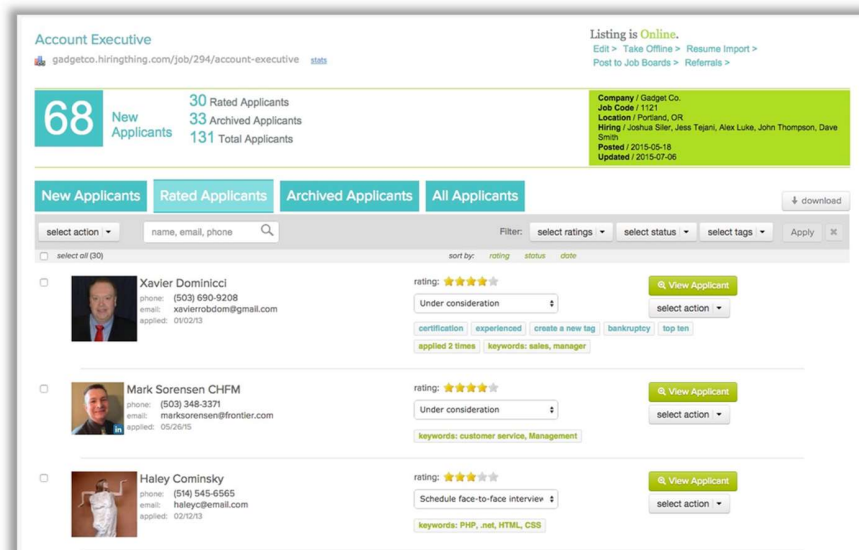 Account Executive
Listing is Online.
gadgetco.hiringthing.com/job/294/account-executive stats
Edit > Take Offline > Resume Import >
Post to Job Boards > Referrals >
68 New Applicants
30 Rated Applicants
33 Archived Applicants
131 Total Applicants
Company / Gadget Co.
Job Code / 1121
Location / Portland, OR
Hiring / Joshua Siler, Jess Tejani, Alex Luke, John Thompson, Dave
Smith
Posted / 2015-05-18
Updated / 2015-07-06
New Applicants Rated Applicants Archived Applicants All Applicants
download
select action name, email, phone Filter: select ratings select status select tags Apply
select all (30) sort by: rating status date
Xavier Dominicci
phone: (503) 690-9208
email: xavierrobdom@gmail.com
applied: 01/02/13
rating:
Under consideration
certification experienced create a new tag bankruptcy top ten
applied 2 times keywords: sales, manager
View Applicant
select action
Mark Sorensen CHFM
phone: (503) 348-3371
email: marksorensen@frontier.com
applied: 05/26/15
in
rating:
Under consideration
keywords: customer service, Management
View Applicant
select action
Haley Cominsky
phone: (514) 545-6565
email: haleyc@email.com
applied: 02/12/13
rating:
Schedule face-to-face interview
keywords: PHP, .net, HTML, CSS
View Applicant
select action